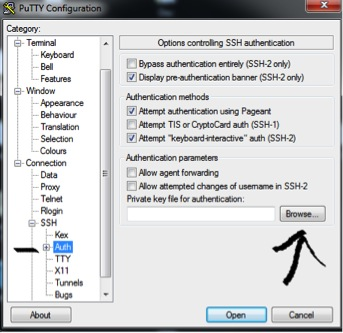 PuTTY Configuration
Category:
Terminal
Keyboard
Bell
Features
Window
Appearance
Behaviour
Translation
Selection
Colours
Connection
Data
Proxy
Telnet
Rlogin
SSH
Kex
Auth
TTY
X11
Tunnels
Bugs
Options controlling SSH authentication
Bypass authentication entirely (SSH-2 only)
Display pre-authentication banner (SSH-2 only)
Authentication methods
Attempt authentication using Pageant
Attempt TIS or CryptoCard auth (SSH-1)
Attempt "keyboard-interactive" auth (SSH-2)
Authentication parameters
Allow agent forwarding
Allow attempted changes of username in SSH-2
Private key file for authentication:
Browse...
About
Open
Cancel